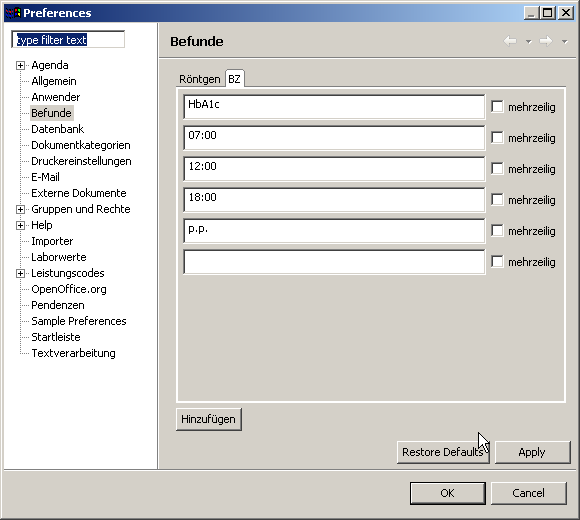 Preferences
type filter text
Befunde
Agenda
Allgemein
Anwender
Befunde
Datenbank
Dokumentkategorien
Druckereinstellungen
E-Mail
Externe Dokumente
Gruppen und Rechte
Help
Importer
Laborwerte
Leistungscodes
OpenOffice.org
Pendenzen
Sample Preferences
Startleiste
Textverarbeitung
Röntgen BZ
HbA1c mehrzeilig
07:00 mehrzeilig
12:00 mehrzeilig
18:00 mehrzeilig
p.p. mehrzeilig
mehrzeilig
Hinzufügen
Restore Defaults Apply
OK Cancel